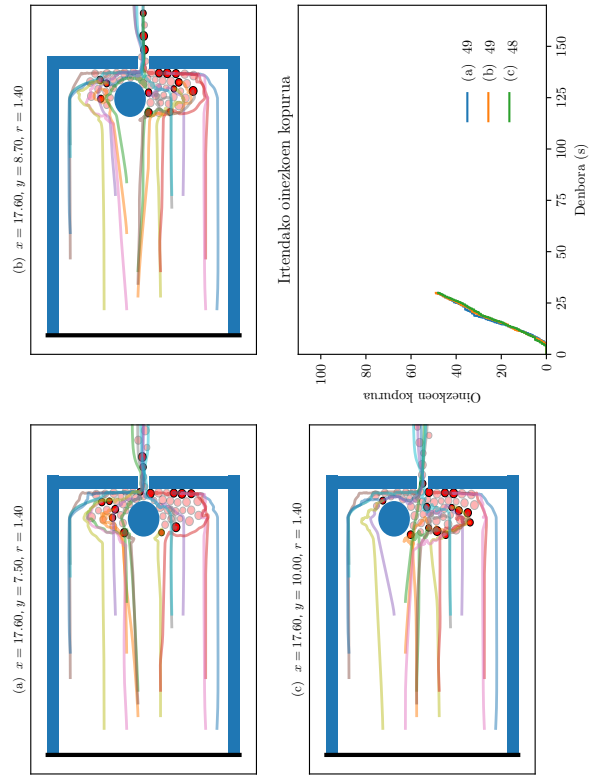 (a) x = 17.60, y = 7.50, r = 1.40
(b) x = 17.60, y = 8.70, r = 1.40
(c) x = 17.60, y = 10.00, r = 1.40
Irtendako oinezkoen kopurua
Oinezkoen kopurua
100
80
60
40
20
0
(a) 49
(b) 49
(c) 48
0 25 50 75 100 125 150
Denbora (s)